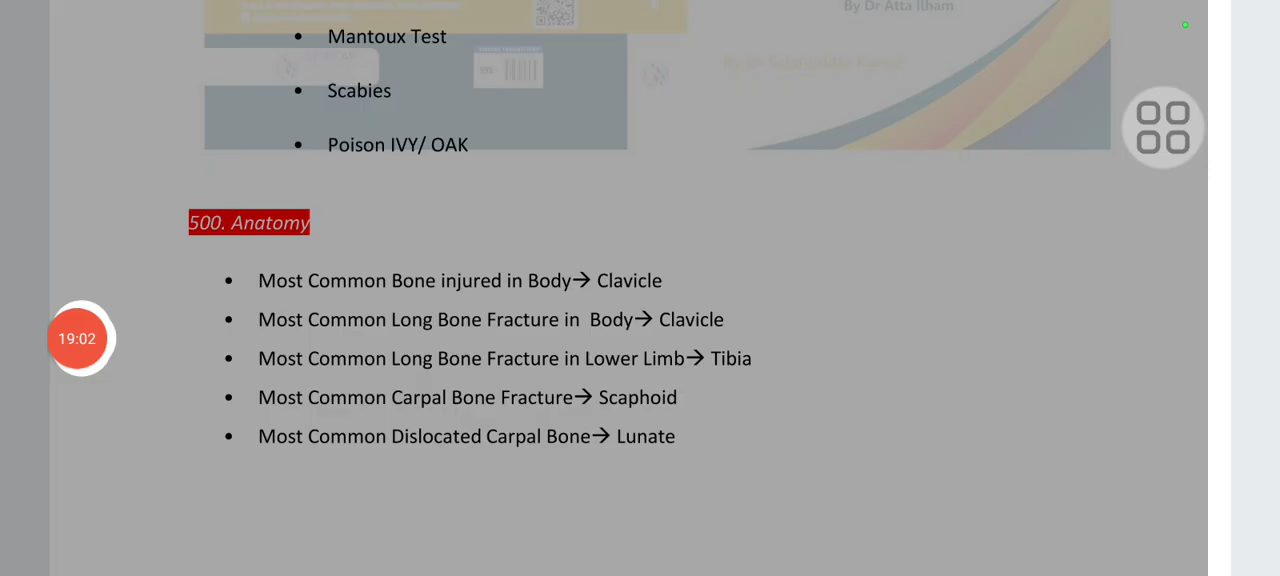 By Dr Atta Ilham
• Mantoux Test
• Scabies
• Poison IVY/ OAK
500. Anatomy
• Most Common Bone injured in Body→ Clavicle
• Most Common Long Bone Fracture in Body→ Clavicle
19:02
• Most Common Long Bone Fracture in Lower Limb→ Tibia
• Most Common Carpal Bone Fracture→ Scaphoid
• Most Common Dislocated Carpal Bone→ Lunate